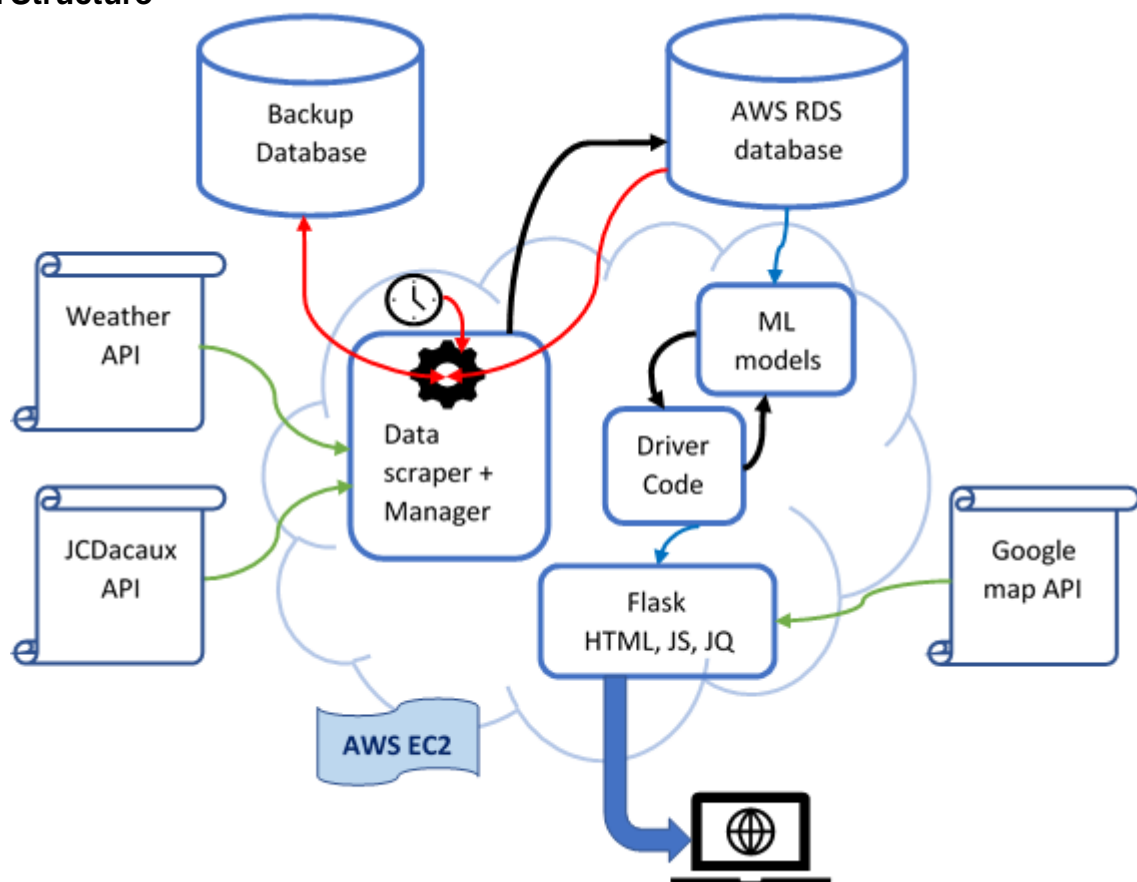 Structure
Backup
Database
AWS RDS
database
Weather
API
ML
models
Data
scraper +
Manager
Driver
Code
JCDacaux
API
Google
map API
Flask
HTML, JS, JQ
AWS EC2